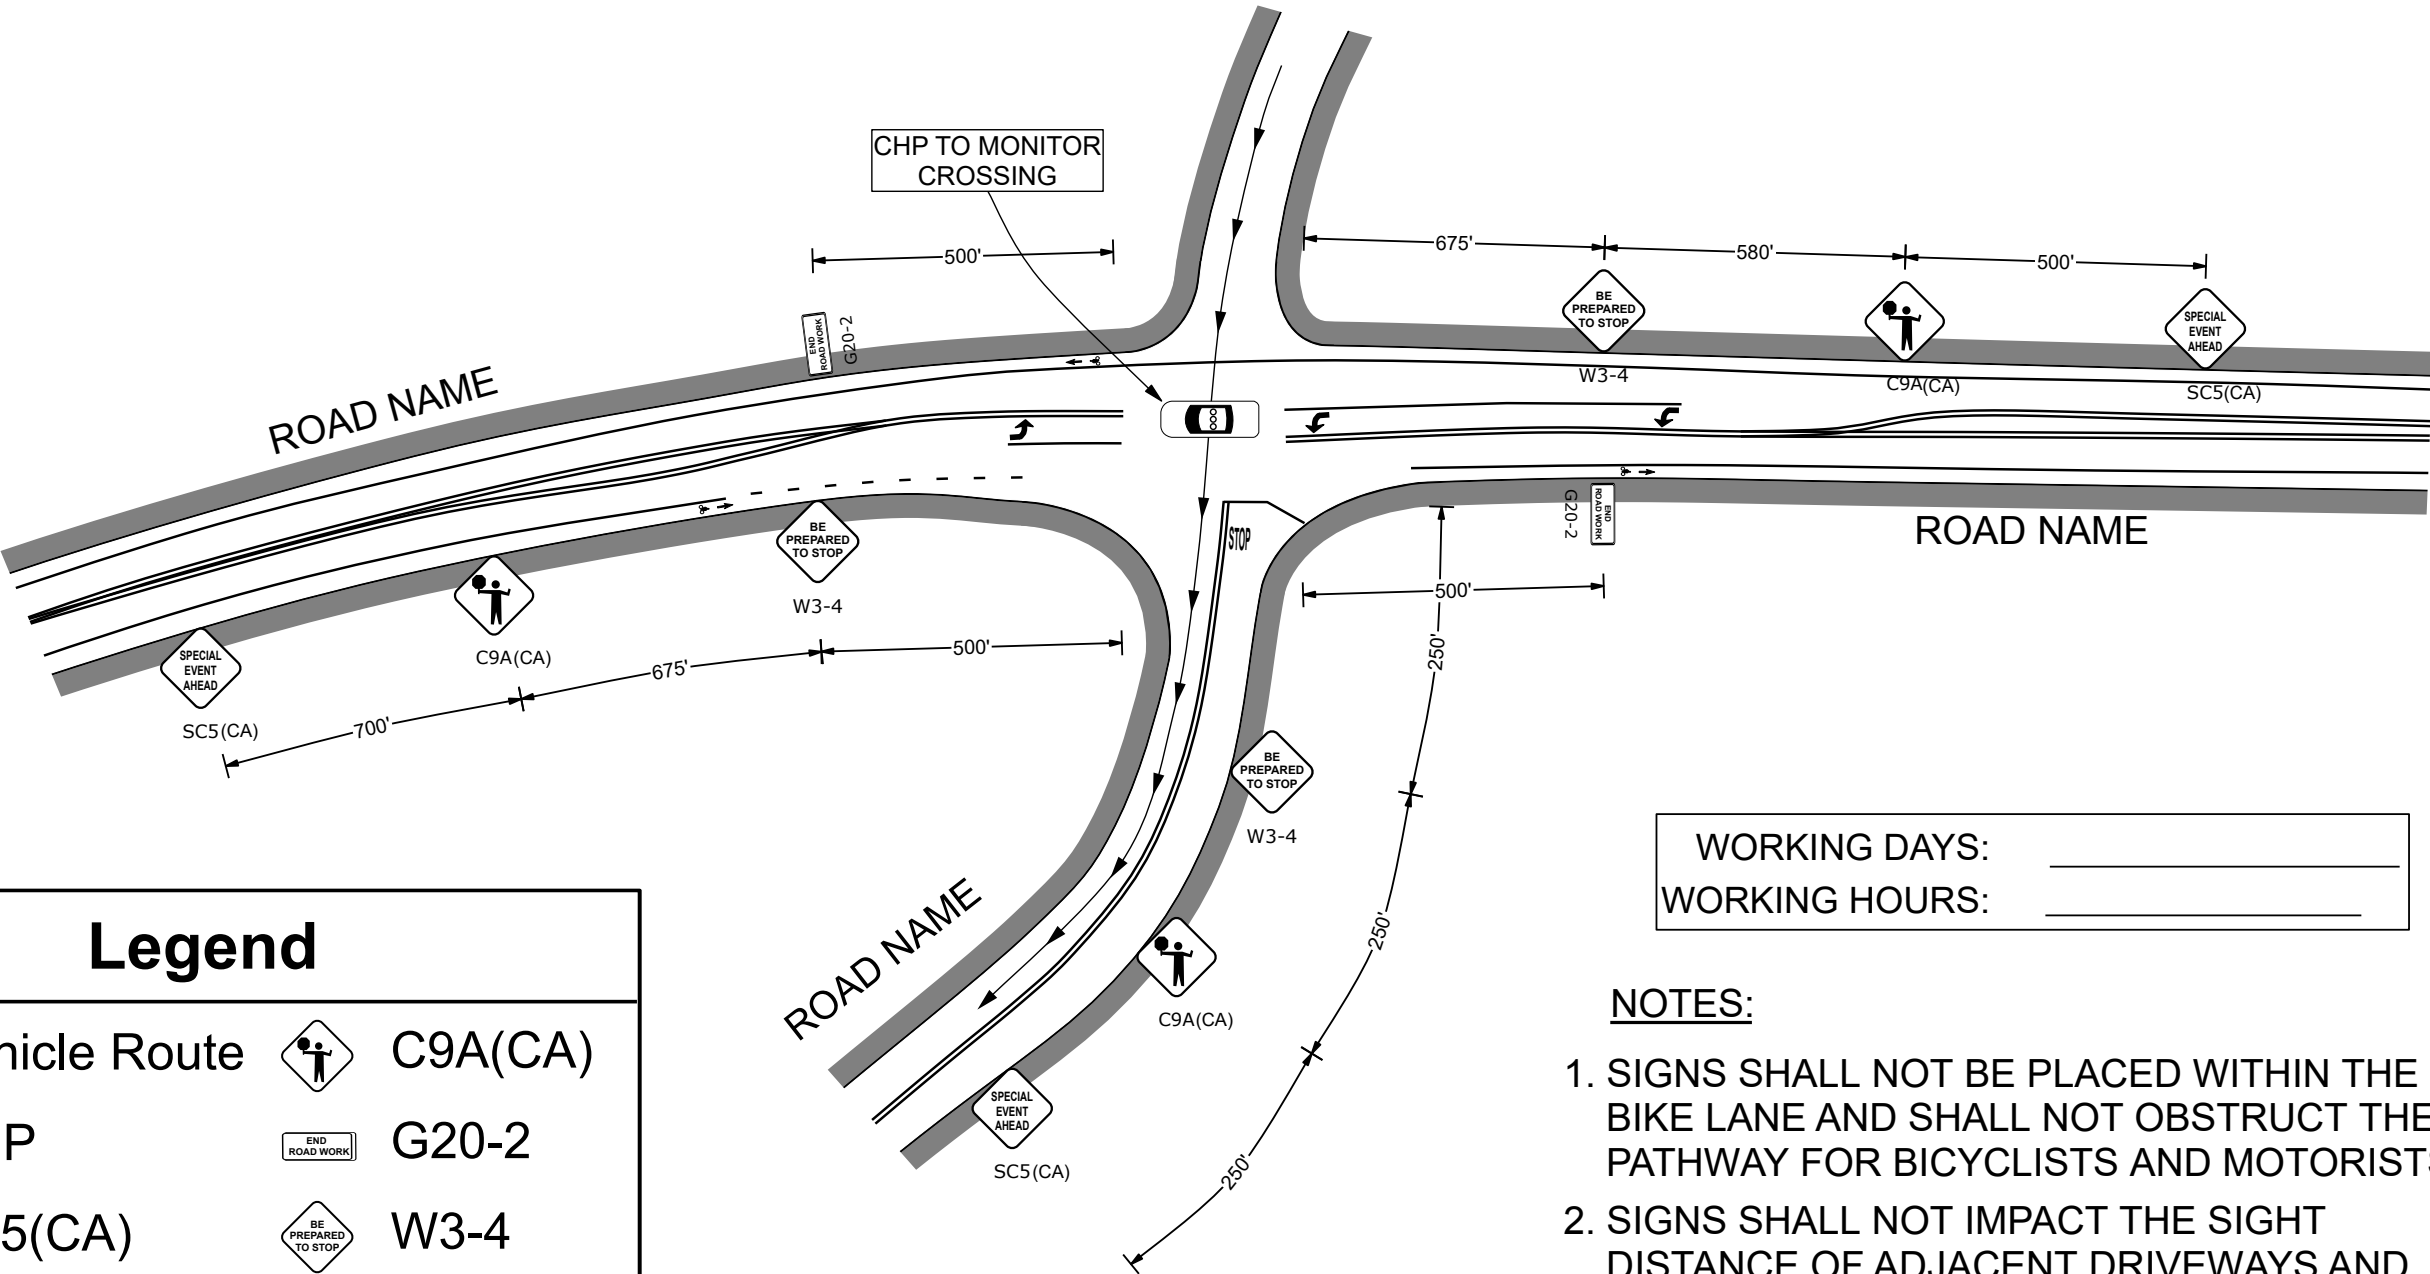 CHP TO MONITOR
CROSSING
500'
675'
580'
500'
END
ROAD WORK
G20-2
BE
PREPARED
TO STOP
W3-4
C9A(CA)
SPECIAL
EVENT
AHEAD
SC5(CA)
ROAD NAME
ROAD NAME
STOP
END
ROAD WORK
G20-2
500'
BE
PREPARED
TO STOP
W3-4
C9A(CA)
SPECIAL
EVENT
AHEAD
SC5(CA)
700'
675'
500'
250'
BE
PREPARED
TO STOP
W3-4
250'
C9A(CA)
SPECIAL
EVENT
AHEAD
SC5(CA)
250'
ROAD NAME
WORKING DAYS:
WORKING HOURS:
Legend
hicle Route
C9A(CA)
P
END
ROAD WORK
G20-2
5(CA)
BE
PREPARED
TO STOP
W3-4
NOTES:
1. SIGNS SHALL NOT BE PLACED WITHIN THE
BIKE LANE AND SHALL NOT OBSTRUCT THE
PATHWAY FOR BICYCLISTS AND MOTORISTS
2. SIGNS SHALL NOT IMPACT THE SIGHT
DISTANCE OF ADJACENT DRIVEWAYS AND